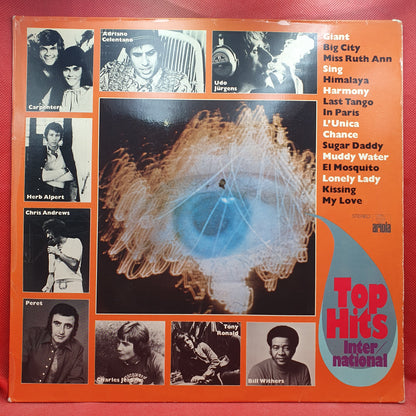 Carpenters
Adriano
Celentano
Udo
Jürgens
Herb Alpert
Chris Andrews
Peret
Tony
Ronald
Bill Withers
Giant
Big City
Miss Ruth Ann
Sing
Himalaya
Harmony
Last Tango
In Paris
L'Unica
Chance
Sugar Daddy
Muddy Water
El Mosquito
Lonely Lady
Kissing
My Love
STEREO
ariola
Top
Hits
Inter
national